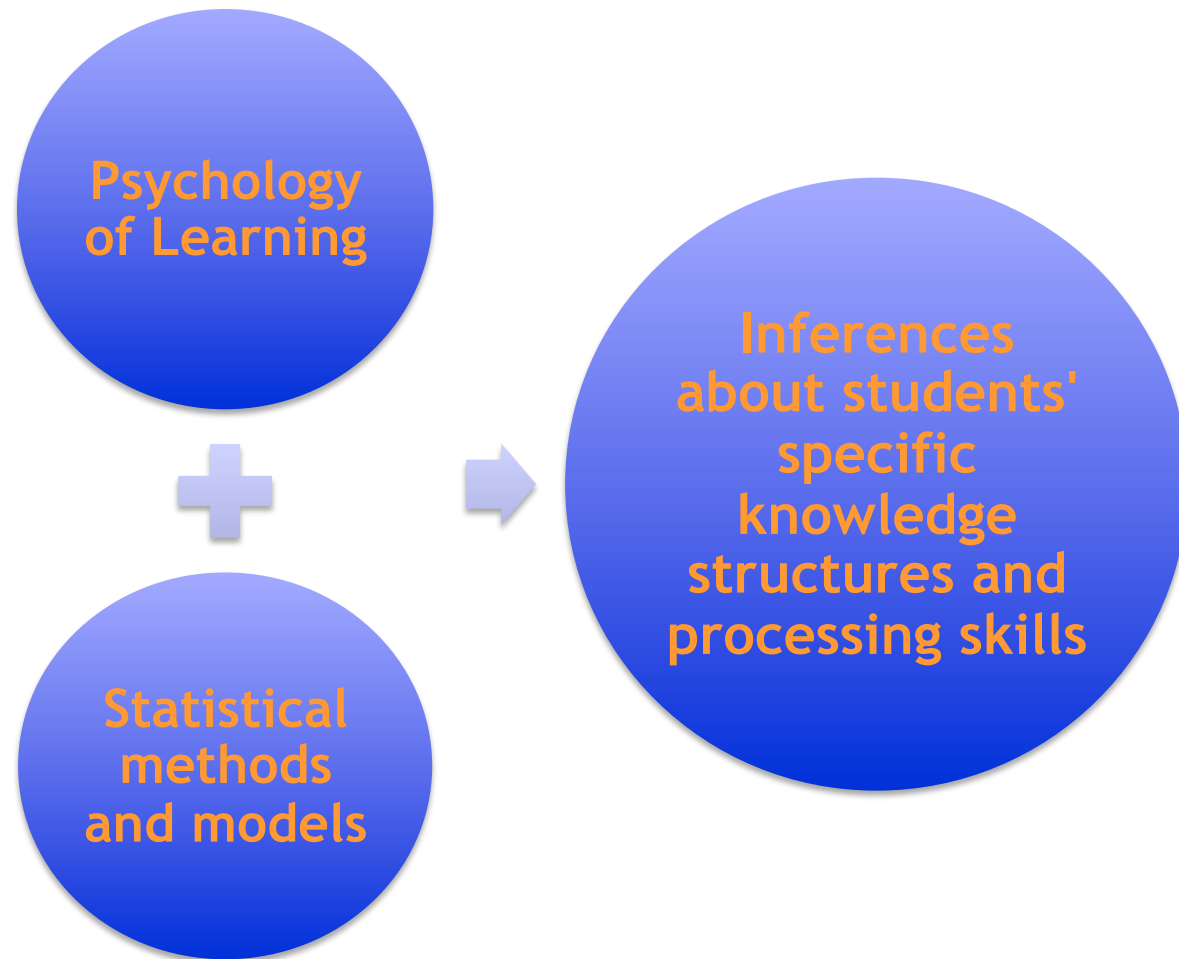 Psychology
of Learning
Statistical
methods
and models
Inferences
about students'
specific
knowledge
structures and
processing skills